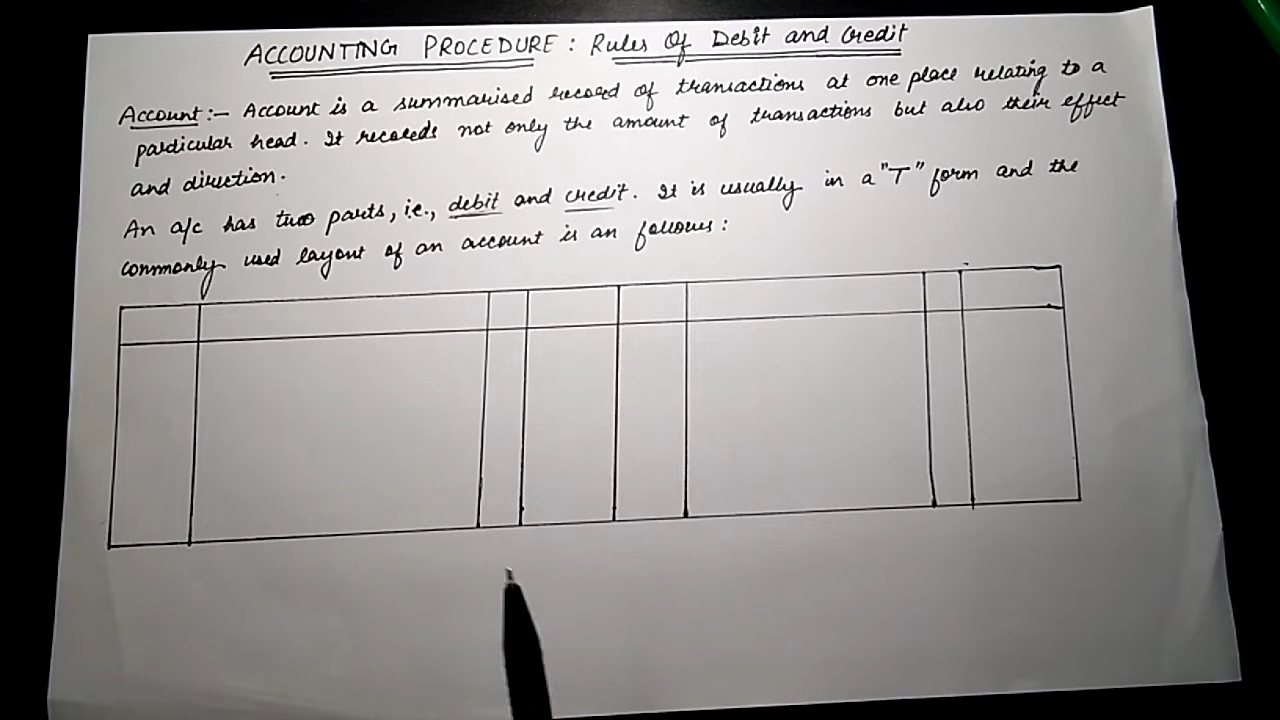 ACCOUNTING PROCEDURE : Rules Of Debit and Credit
Account :- Account is a summarised record of transactions at one place relating to a
particular head. It records not only the amount of transactions but also their effect
and direction.
An a/c has two parts, i.e., debit and credit. It is usually in a "T" form and the
commonly used layout of an account is an follows :